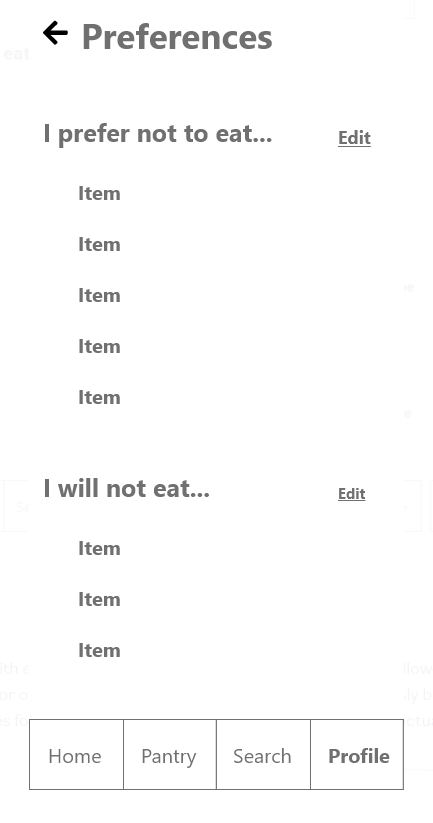 Preferences
I prefer not to eat...
Edit
Item
Item
Item
Item
Item
I will not eat...
Edit
Item
Item
Item
Home Pantry Search Profile